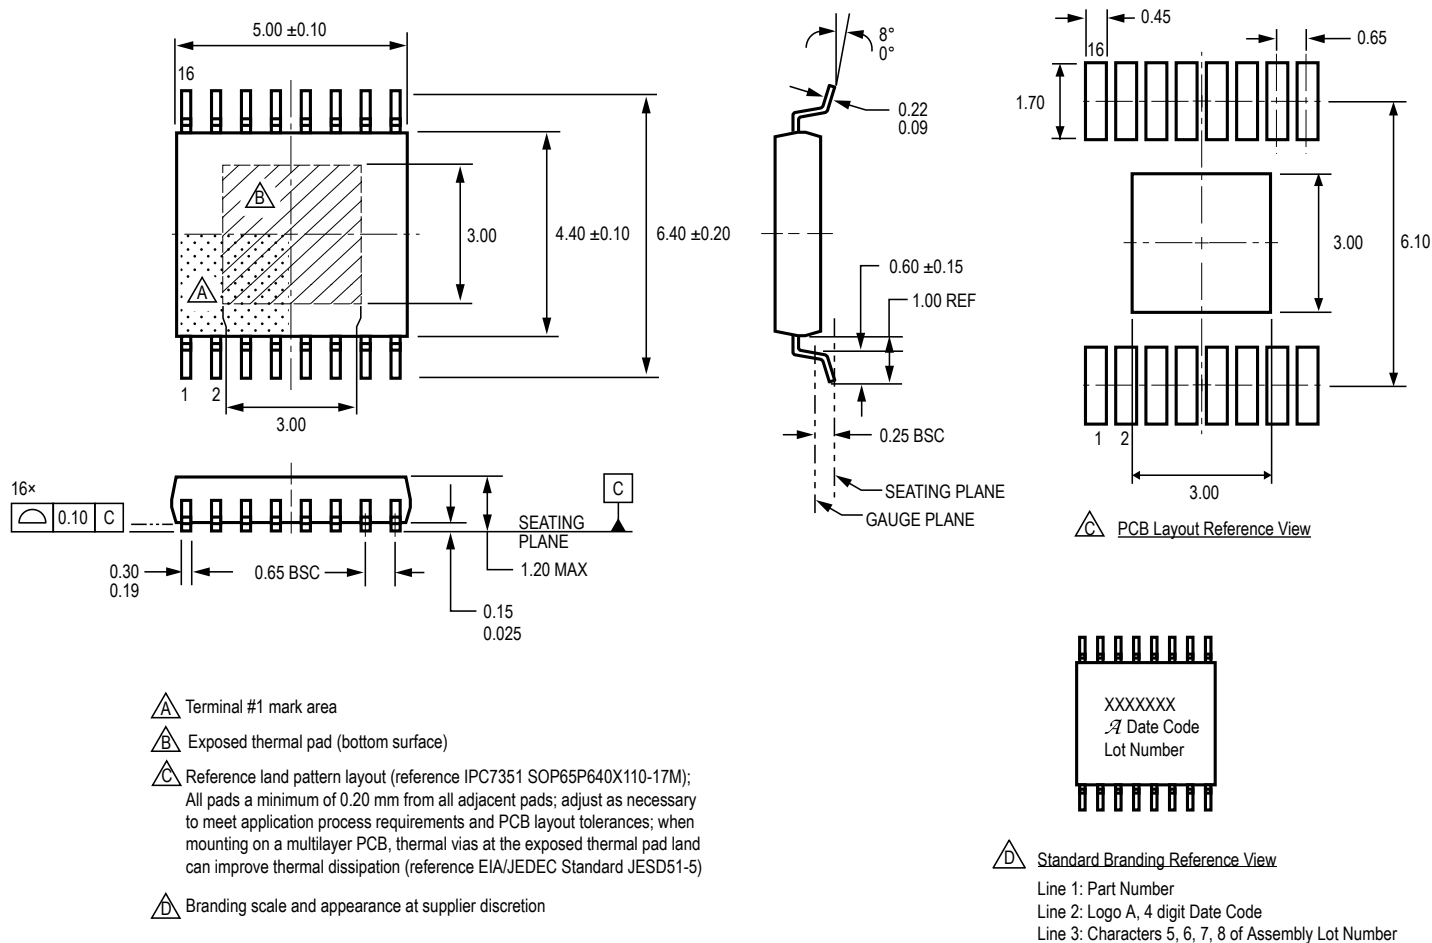 5.00 ±0.10
16
B
A
3.00
4.40 ±0.10
6.40 ±0.20
1 2
3.00
8°
0°
0.22
0.09
0.60 ±0.15
1.00 REF
0.25 BSC
SEATING PLANE
GAUGE PLANE
0.45
16
0.65
1.70
3.00
6.10
1 2
3.00
C PCB Layout Reference View
16×
0.10 C
C
SEATING
PLANE
0.30
0.19
0.65 BSC
1.20 MAX
0.15
0.025
A Terminal #1 mark area
B Exposed thermal pad (bottom surface)
C Reference land pattern layout (reference IPC7351 SOP65P640X110-17M);
All pads a minimum of 0.20 mm from all adjacent pads; adjust as necessary
to meet application process requirements and PCB layout tolerances; when
mounting on a multilayer PCB, thermal vias at the exposed thermal pad land
can improve thermal dissipation (reference EIA/JEDEC Standard JESD51-5)
D Branding scale and appearance at supplier discretion
XXXXXXX
A Date Code
Lot Number
D Standard Branding Reference View
Line 1: Part Number
Line 2: Logo A, 4 digit Date Code
Line 3: Characters 5, 6, 7, 8 of Assembly Lot Number